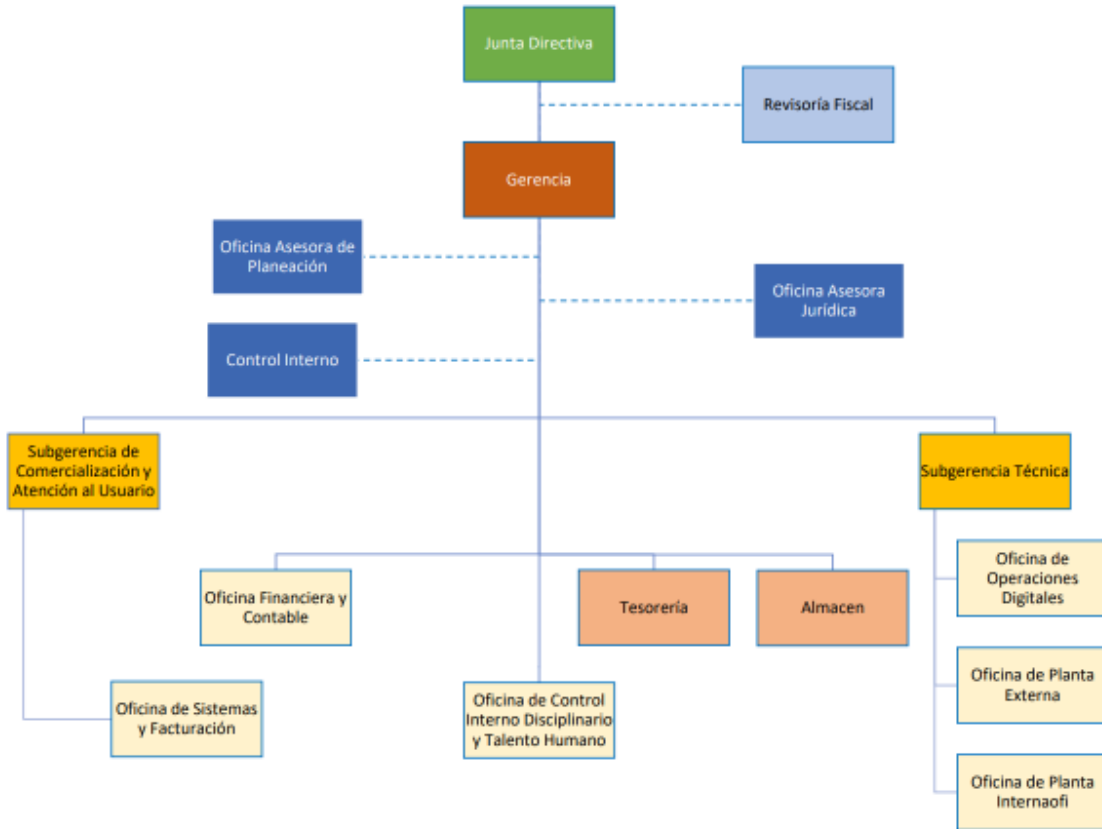 Junta Directiva
Revisoría Fiscal
Gerencia
Oficina Asesora de
Planeación
Oficina Asesora
Jurídica
Control Interno
Subgerencia de
Comercialización y
Atención al Usuario
Subgerencia Técnica
Oficina Financiera y
Contable
Tesorería
Almacen
Oficina de
Operaciones
Digitales
Oficina de Sistemas
y Facturación
Oficina de Control
Interno Disciplinario
y Talento Humano
Oficina de Planta
Externa
Oficina de Planta
Internaofi